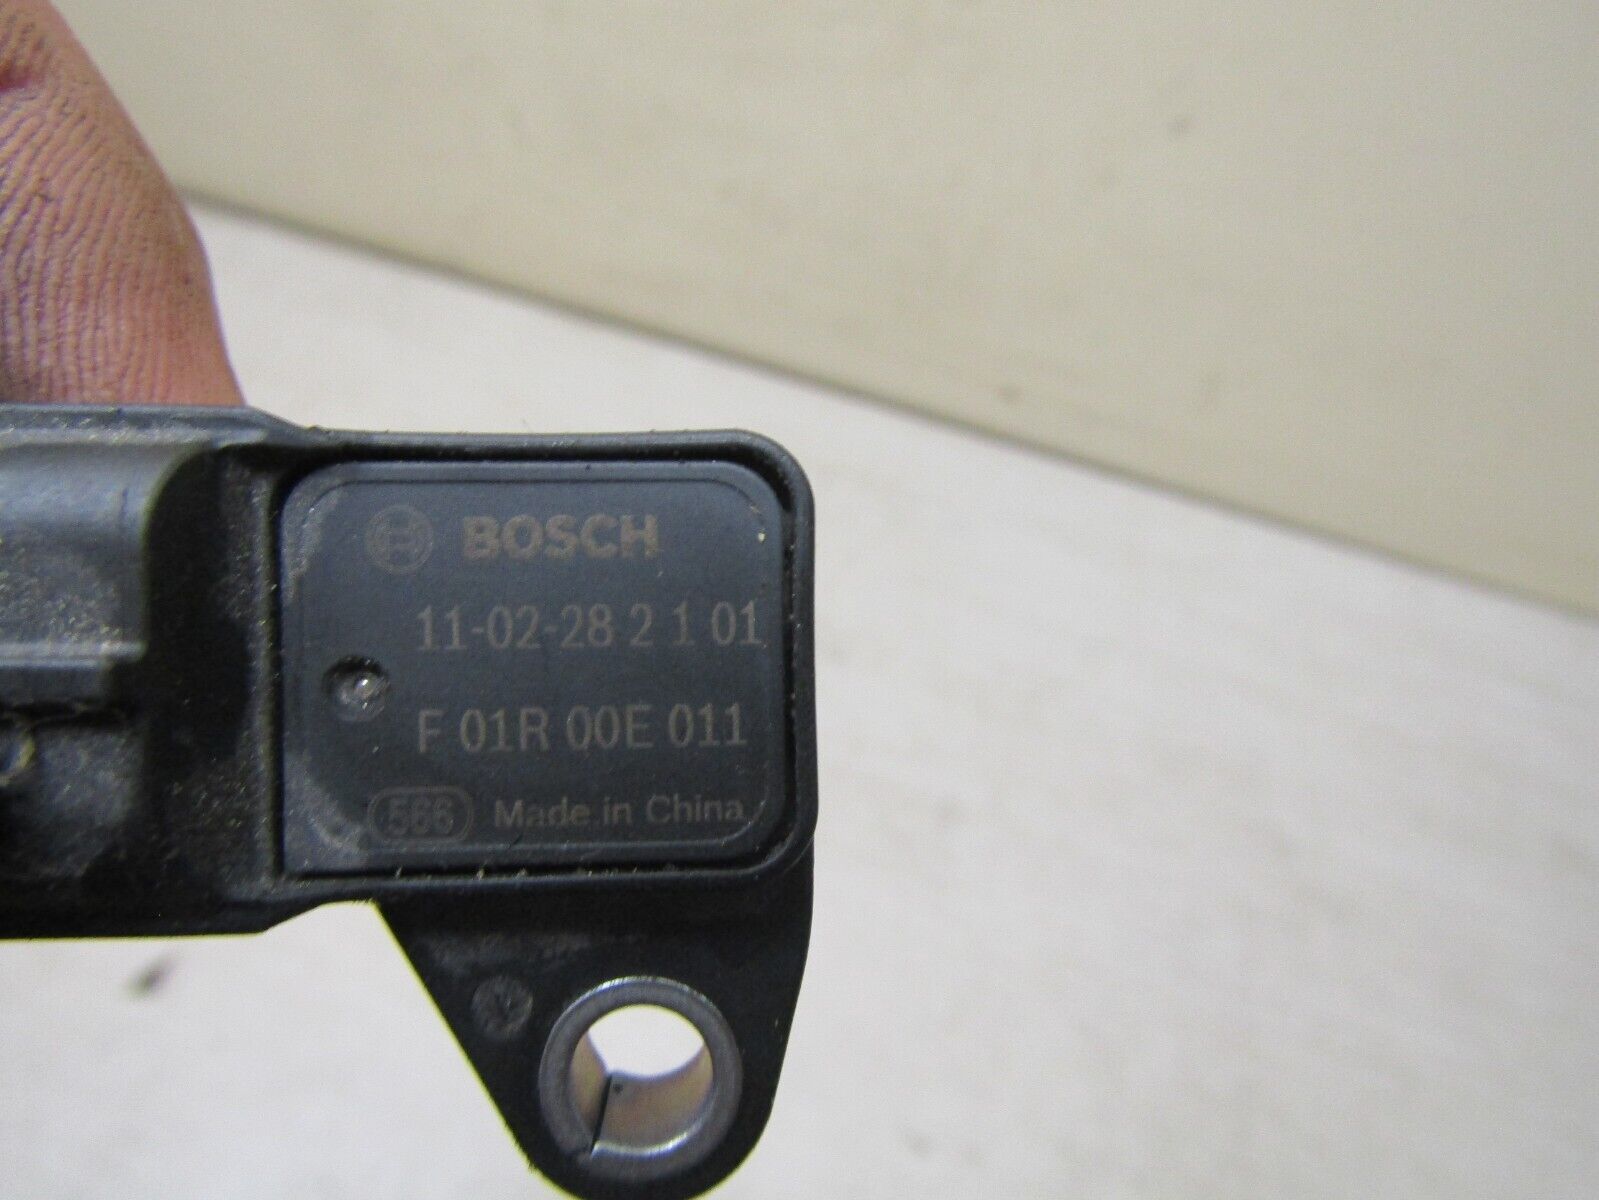 BOSCH
11-02-28 2 1 01
F 01R 00E 011
566 Made in China